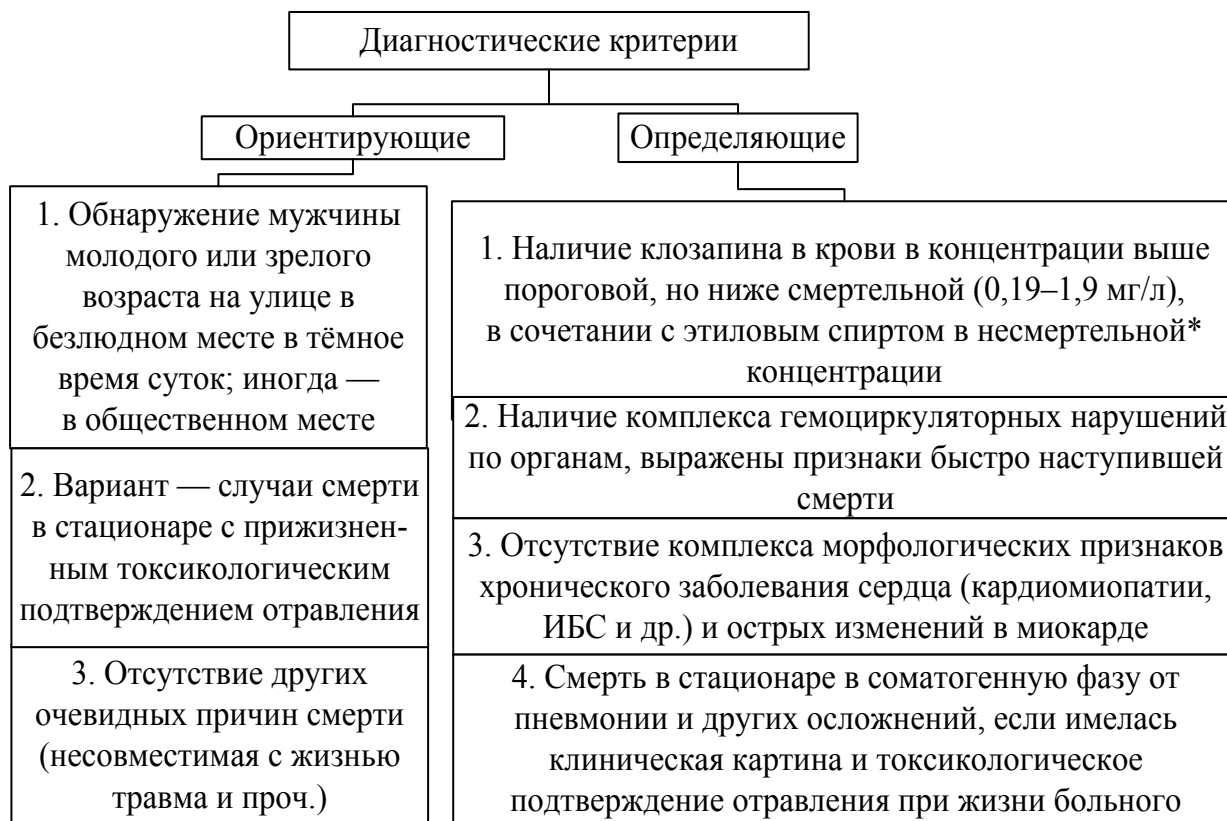 Диагностические критерии
Ориентирующие
Определяющие
1. Обнаружение мужчины
молодого или зрелого
возраста на улице в
безлюдном месте в тёмное
время суток; иногда —
в общественном месте
2. Вариант — случаи смерти
в стационаре с прижизнен-
ным токсикологическим
подтверждением отравления
3. Отсутствие других
очевидных причин смерти
(несовместимая с жизнью
травма и проч.)
1. Наличие клозапина в крови в концентрации выше
пороговой, но ниже смертельной (0,19–1,9 мг/л),
в сочетании с этиловым спиртом в несмертельной*
концентрации
2. Наличие комплекса гемоциркуляторных нарушений
по органам, выражены признаки быстро наступившей
смерти
3. Отсутствие комплекса морфологических признаков
хронического заболевания сердца (кардиомиопатии,
ИБС и др.) и острых изменений в миокарде
4. Смерть в стационаре в соматогенную фазу от
пневмонии и других осложнений, если имелась
клиническая картина и токсикологическое
подтверждение отравления при жизни больного